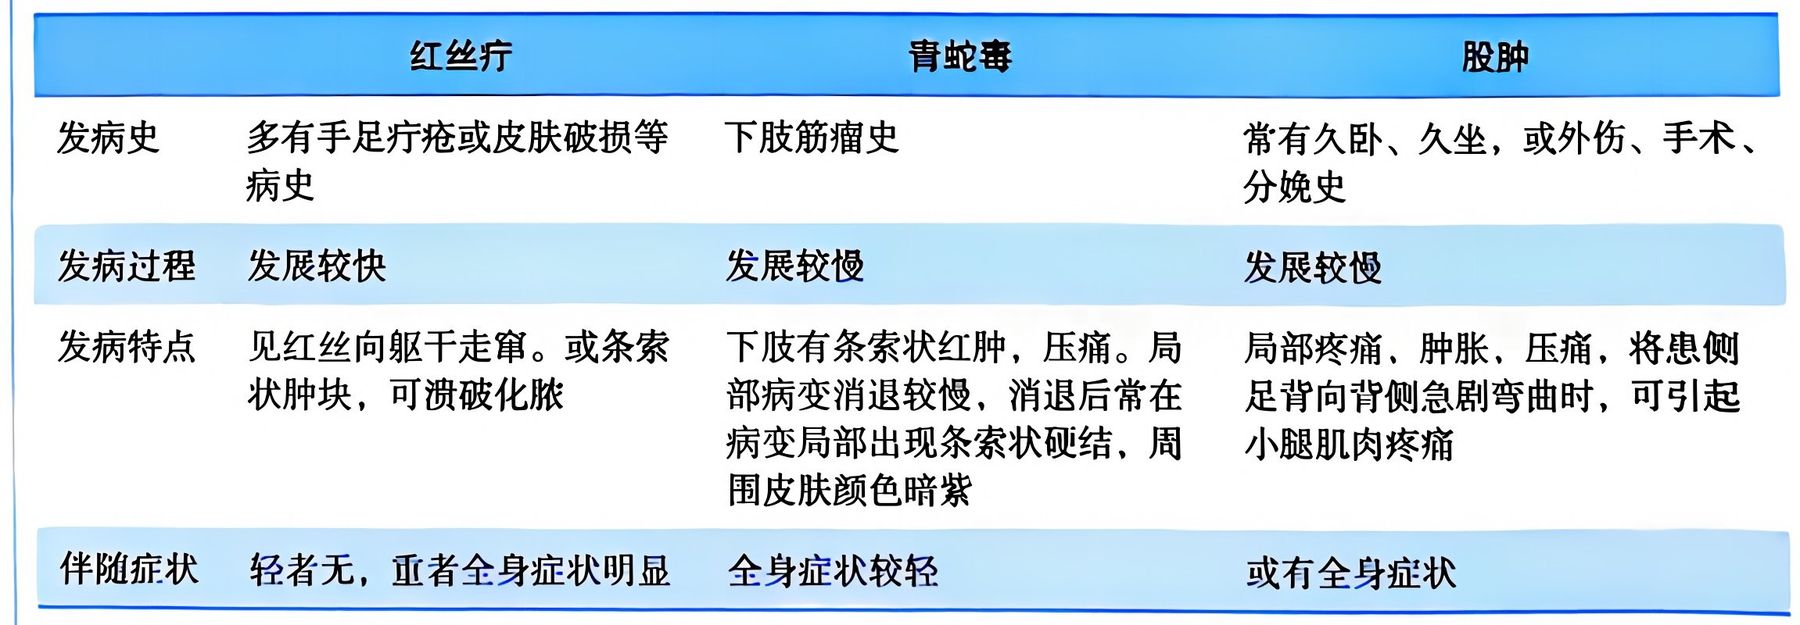 红丝疔 青蛇毒 股肿
发病史 多有手足疔疮或皮肤破损等 下肢筋瘤史 常有久卧、久坐，或外伤、手术、
病史 分娩史
发病过程 发展较快 发展较慢 发展较慢
发病特点 见红丝向躯干走窜。或条索 下肢有条索状红肿，压痛。局 局部疼痛，肿胀，压痛，将患侧
状肿块，可溃破化脓 部病变消退较慢，消退后常在 足背向背侧急剧弯曲时，可引起
病变局部出现条索状硬结，周 小腿肌肉疼痛
围皮肤颜色暗紫
伴随症状 轻者无，重者全身症状明显 全身症状较轻 或有全身症状